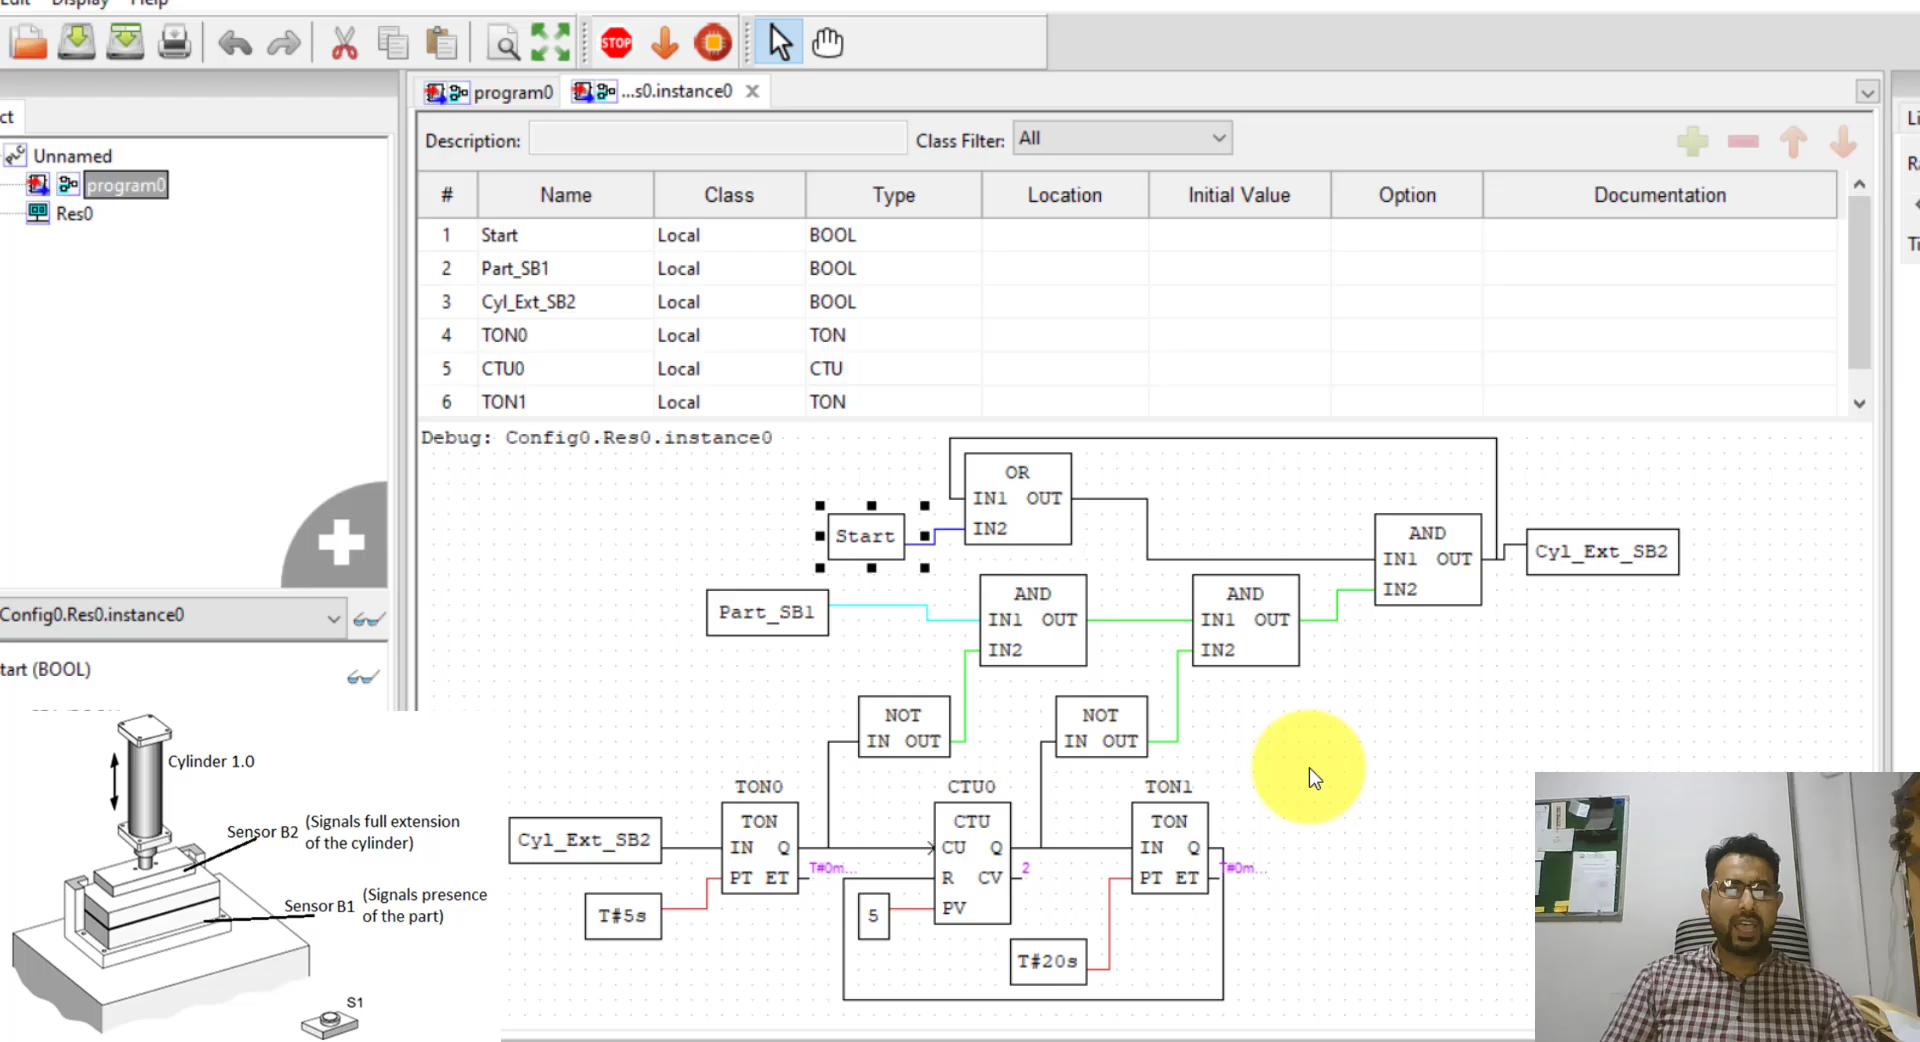 Display Help
STOP
program0 ...s0.instance0
ct
Description: Class Filter: All
Unnamed
program0
Res0
# Name Class Type Location Initial Value Option Documentation
1 Start Local BOOL
2 Part_SB1 Local BOOL
3 Cyl_Ext_SB2 Local BOOL
4 TON0 Local TON
5 CTU0 Local CTU
6 TON1 Local TON
Config0.Res0.instance0
tart (BOOL)
Debug: Config0.Res0.instance0
OR
IN1 OUT
IN2
Start
AND
IN1 OUT
IN2
Cyl_Ext_SB2
Part_SB1
AND
IN1 OUT
IN2
AND
IN1 OUT
IN2
NOT
IN OUT
NOT
IN OUT
TON0
TON
IN Q
PT ET
T#0m...
Cyl_Ext_SB2
T#5s
CTU0
CTU
CU Q
R CV
PV
2
5
TON1
TON
IN Q
PT ET
T#0m...
T#20s
Cylinder 1.0
Sensor B2 (Signals full extension
of the cylinder)
Sensor B1 (Signals presence
of the part)
S1